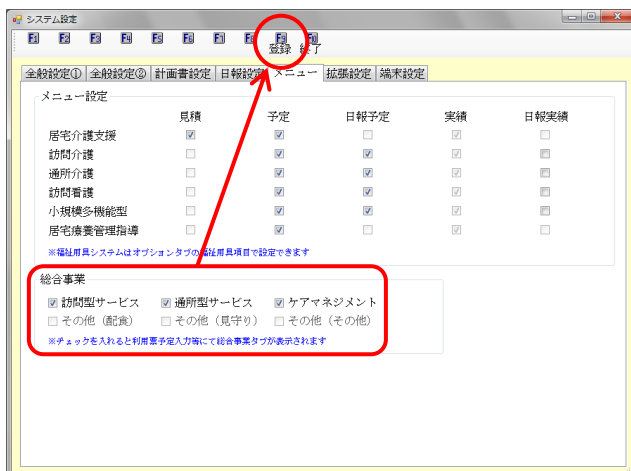 システム設定
F1 F2 F3 F4 F5 F6 F7 F8 F9 F10
登録 終了
全般設定① 全般設定② 計画書設定 日報設定 メニュー 拡張設定 端末設定
メニュー設定
見積 予定 日報予定 実績 日報実績
居宅介護支援
訪問介護
通所介護
訪問看護
小規模多機能型
居宅療養管理指導
※福祉用具システムはオプションタブの福祉用具項目で設定できます
総合事業
訪問型サービス 通所型サービス ケアマネジメント
その他（配食） その他（見守り） その他（その他）
※チェックを入れると利用票予定入力等にて総合事業タブが表示されます